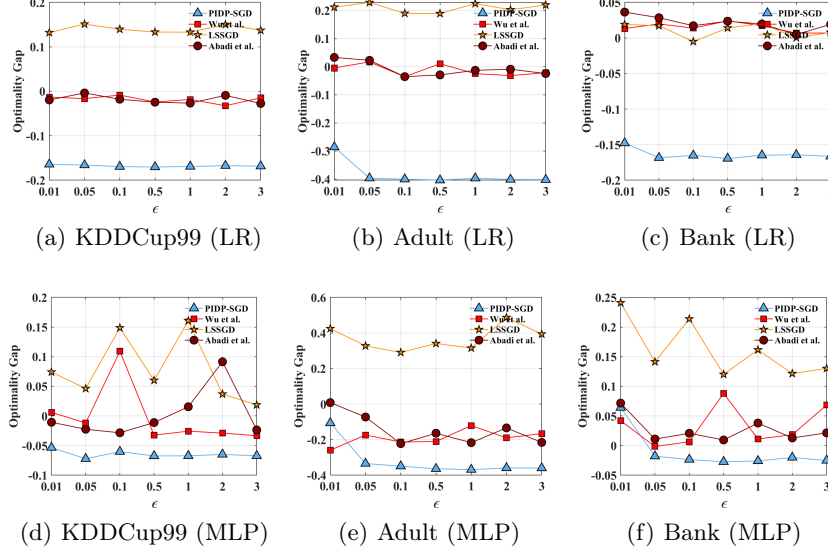 0.2
0.1
0
-0.1
-0.2
Optimality Gap
0.01 0.05 0.1 0.5 1 2 3
ϵ
PIDP-SGD
Wu et al.
LSSGD
Abadi et al.
(a) KDDCup99 (LR)
0.2
0.1
0
-0.1
-0.2
-0.3
-0.4
Optimality Gap
0.01 0.05 0.1 0.5 1 2 3
ϵ
PIDP-SGD
Wu et al.
LSSGD
Abadi et al.
(b) Adult (LR)
0.05
0
-0.05
-0.1
-0.15
-0.2
Optimality Gap
0.01 0.05 0.1 0.5 1 2 3
ϵ
PIDP-SGD
Wu et al.
LSSGD
Abadi et al.
(c) Bank (LR)
0.2
0.15
0.1
0.05
0
-0.05
-0.1
Optimality Gap
0.01 0.05 0.1 0.5 1 2 3
ϵ
PIDP-SGD
Wu et al.
LSSGD
Abadi et al.
(d) KDDCup99 (MLP)
0.6
0.4
0.2
0
-0.2
-0.4
Optimality Gap
0.01 0.05 0.1 0.5 1 2 3
ϵ
PIDP-SGD
Wu et al.
LSSGD
Abadi et al.
(e) Adult (MLP)
0.25
0.2
0.15
0.1
0.05
0
-0.05
Optimality Gap
0.01 0.05 0.1 0.5 1 2 3
ϵ
PIDP-SGD
Wu et al.
LSSGD
Abadi et al.
(f) Bank (MLP)